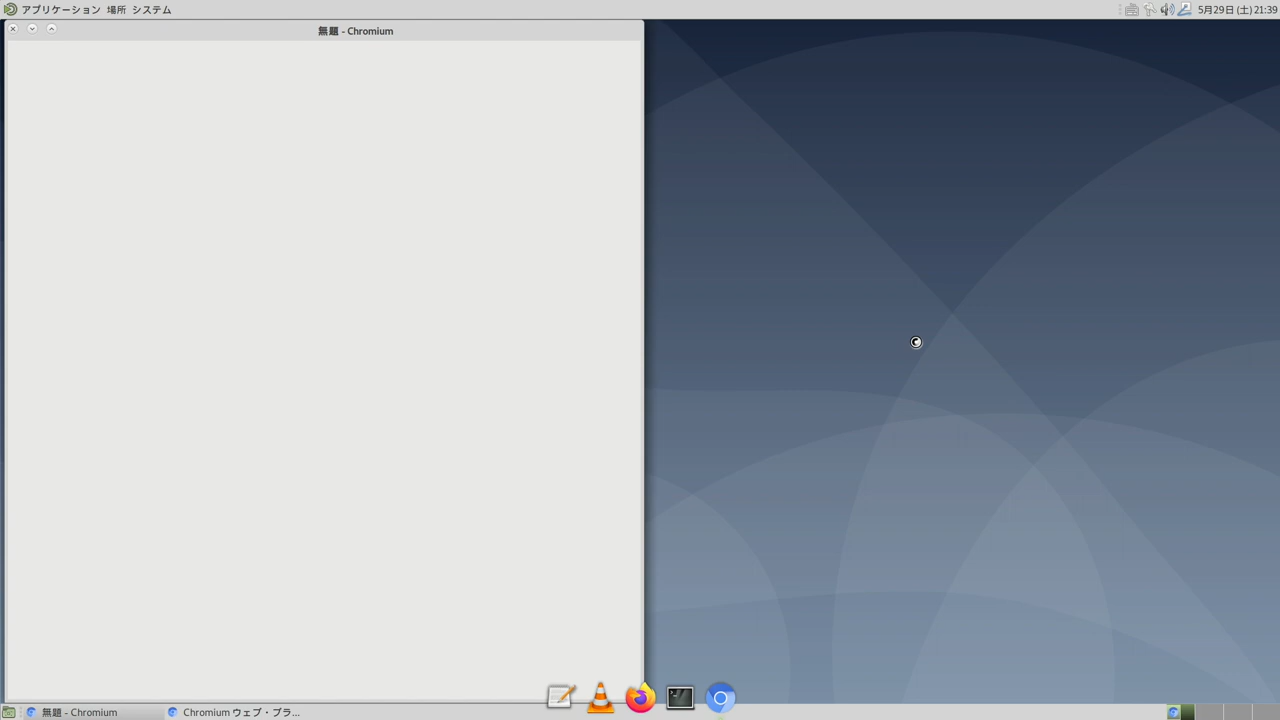 アプリケーション 場所 システム
5月29日 (土) 21:39
無題 - Chromium
無題 - Chromium
Chromium ウェブ・ブラ...